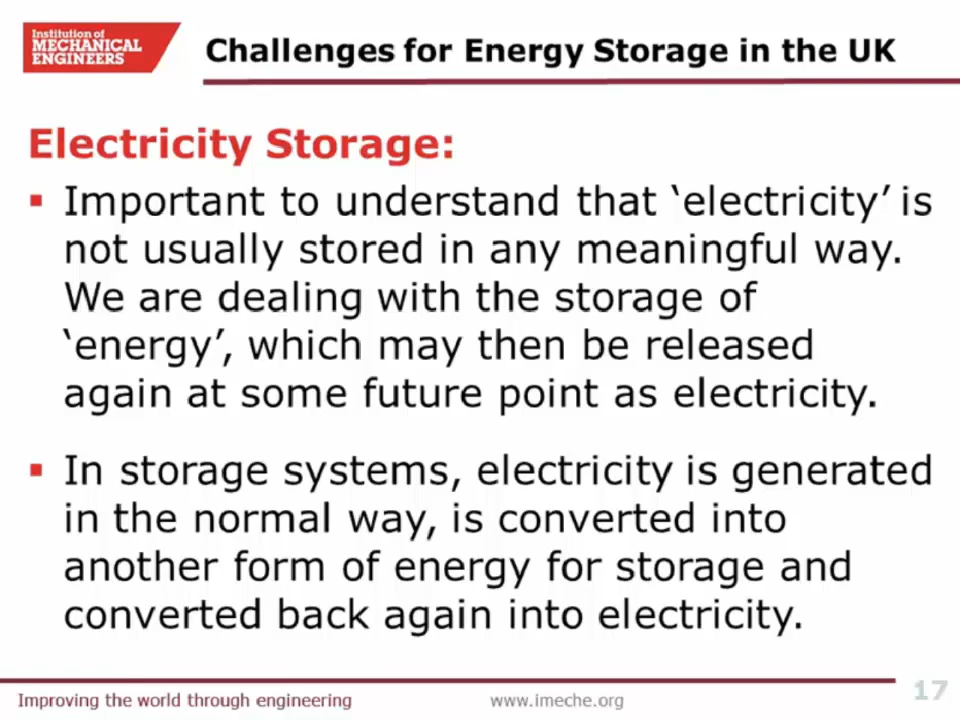 Institution of
MECHANICAL
ENGINEERS
Challenges for Energy Storage in the UK
Electricity Storage:
▪ Important to understand that ‘electricity’ is
not usually stored in any meaningful way.
We are dealing with the storage of
‘energy’, which may then be released
again at some future point as electricity.
▪ In storage systems, electricity is generated
in the normal way, is converted into
another form of energy for storage and
converted back again into electricity.
Improving the world through engineering
www.imeche.org
17